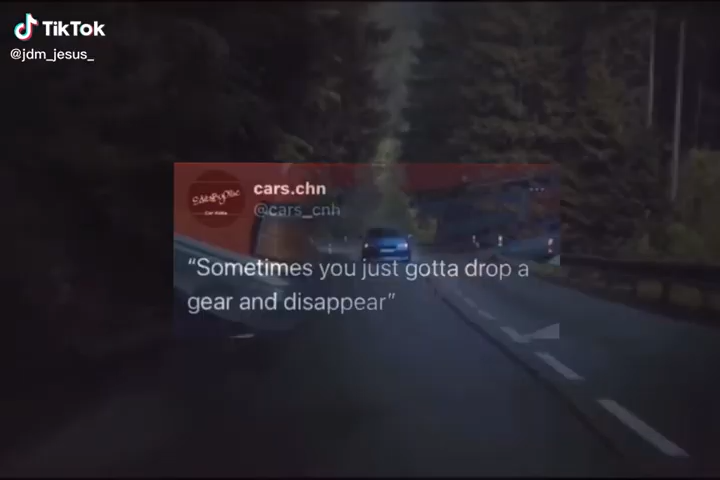 TikTok
@jdm_jesus_
cars.chn
@cars_cnh
“Sometimes you just gotta drop a
gear and disappear”